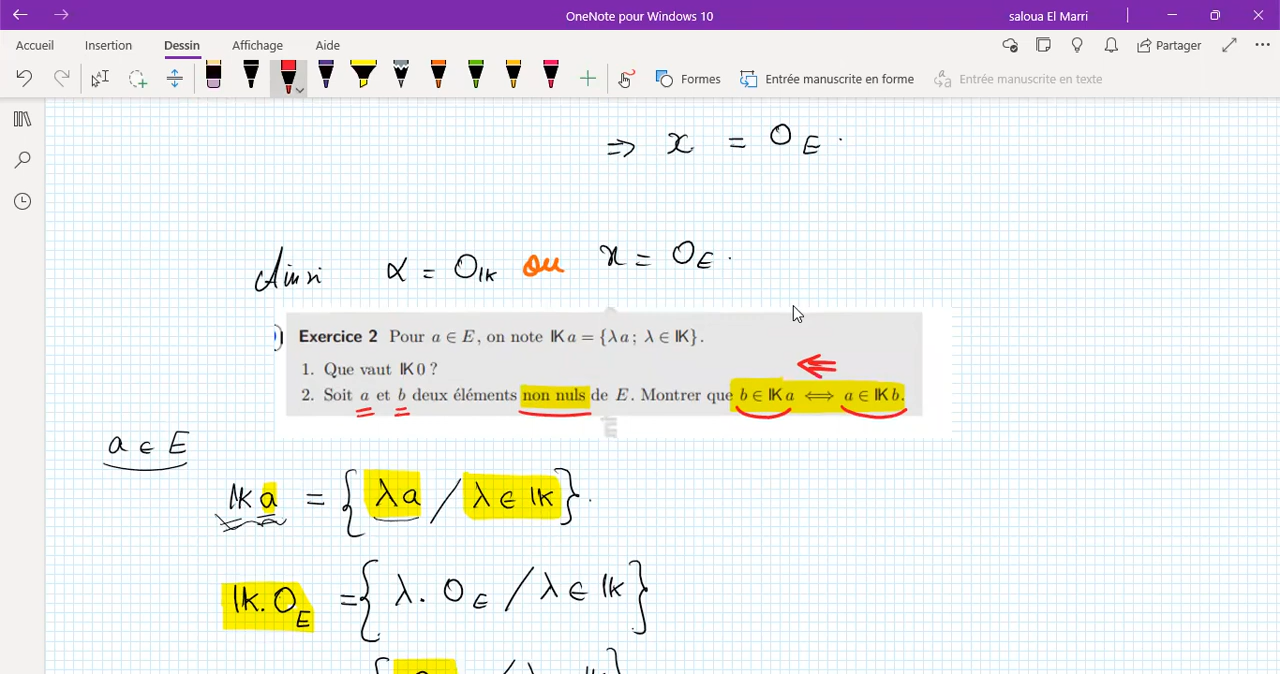 OneNote pour Windows 10
saloua El Marri
Accueil Insertion Dessin Affichage Aide
Partager
Formes Entrée manuscrite en forme Entrée manuscrite en texte
⇒ x = 0_E .
Ainsi α = 0_𝕂 ou x = 0_E .
Exercice 2 Pour a ∈ E, on note 𝕂a = {λa ; λ ∈ 𝕂}.
1. Que vaut 𝕂0 ?
2. Soit a et b deux éléments non nuls de E. Montrer que b ∈ 𝕂a ⟺ a ∈ 𝕂b.
a ∈ E
𝕂a = { λa / λ ∈ 𝕂 } .
𝕂.0_E = { λ. 0_E / λ ∈ 𝕂 }